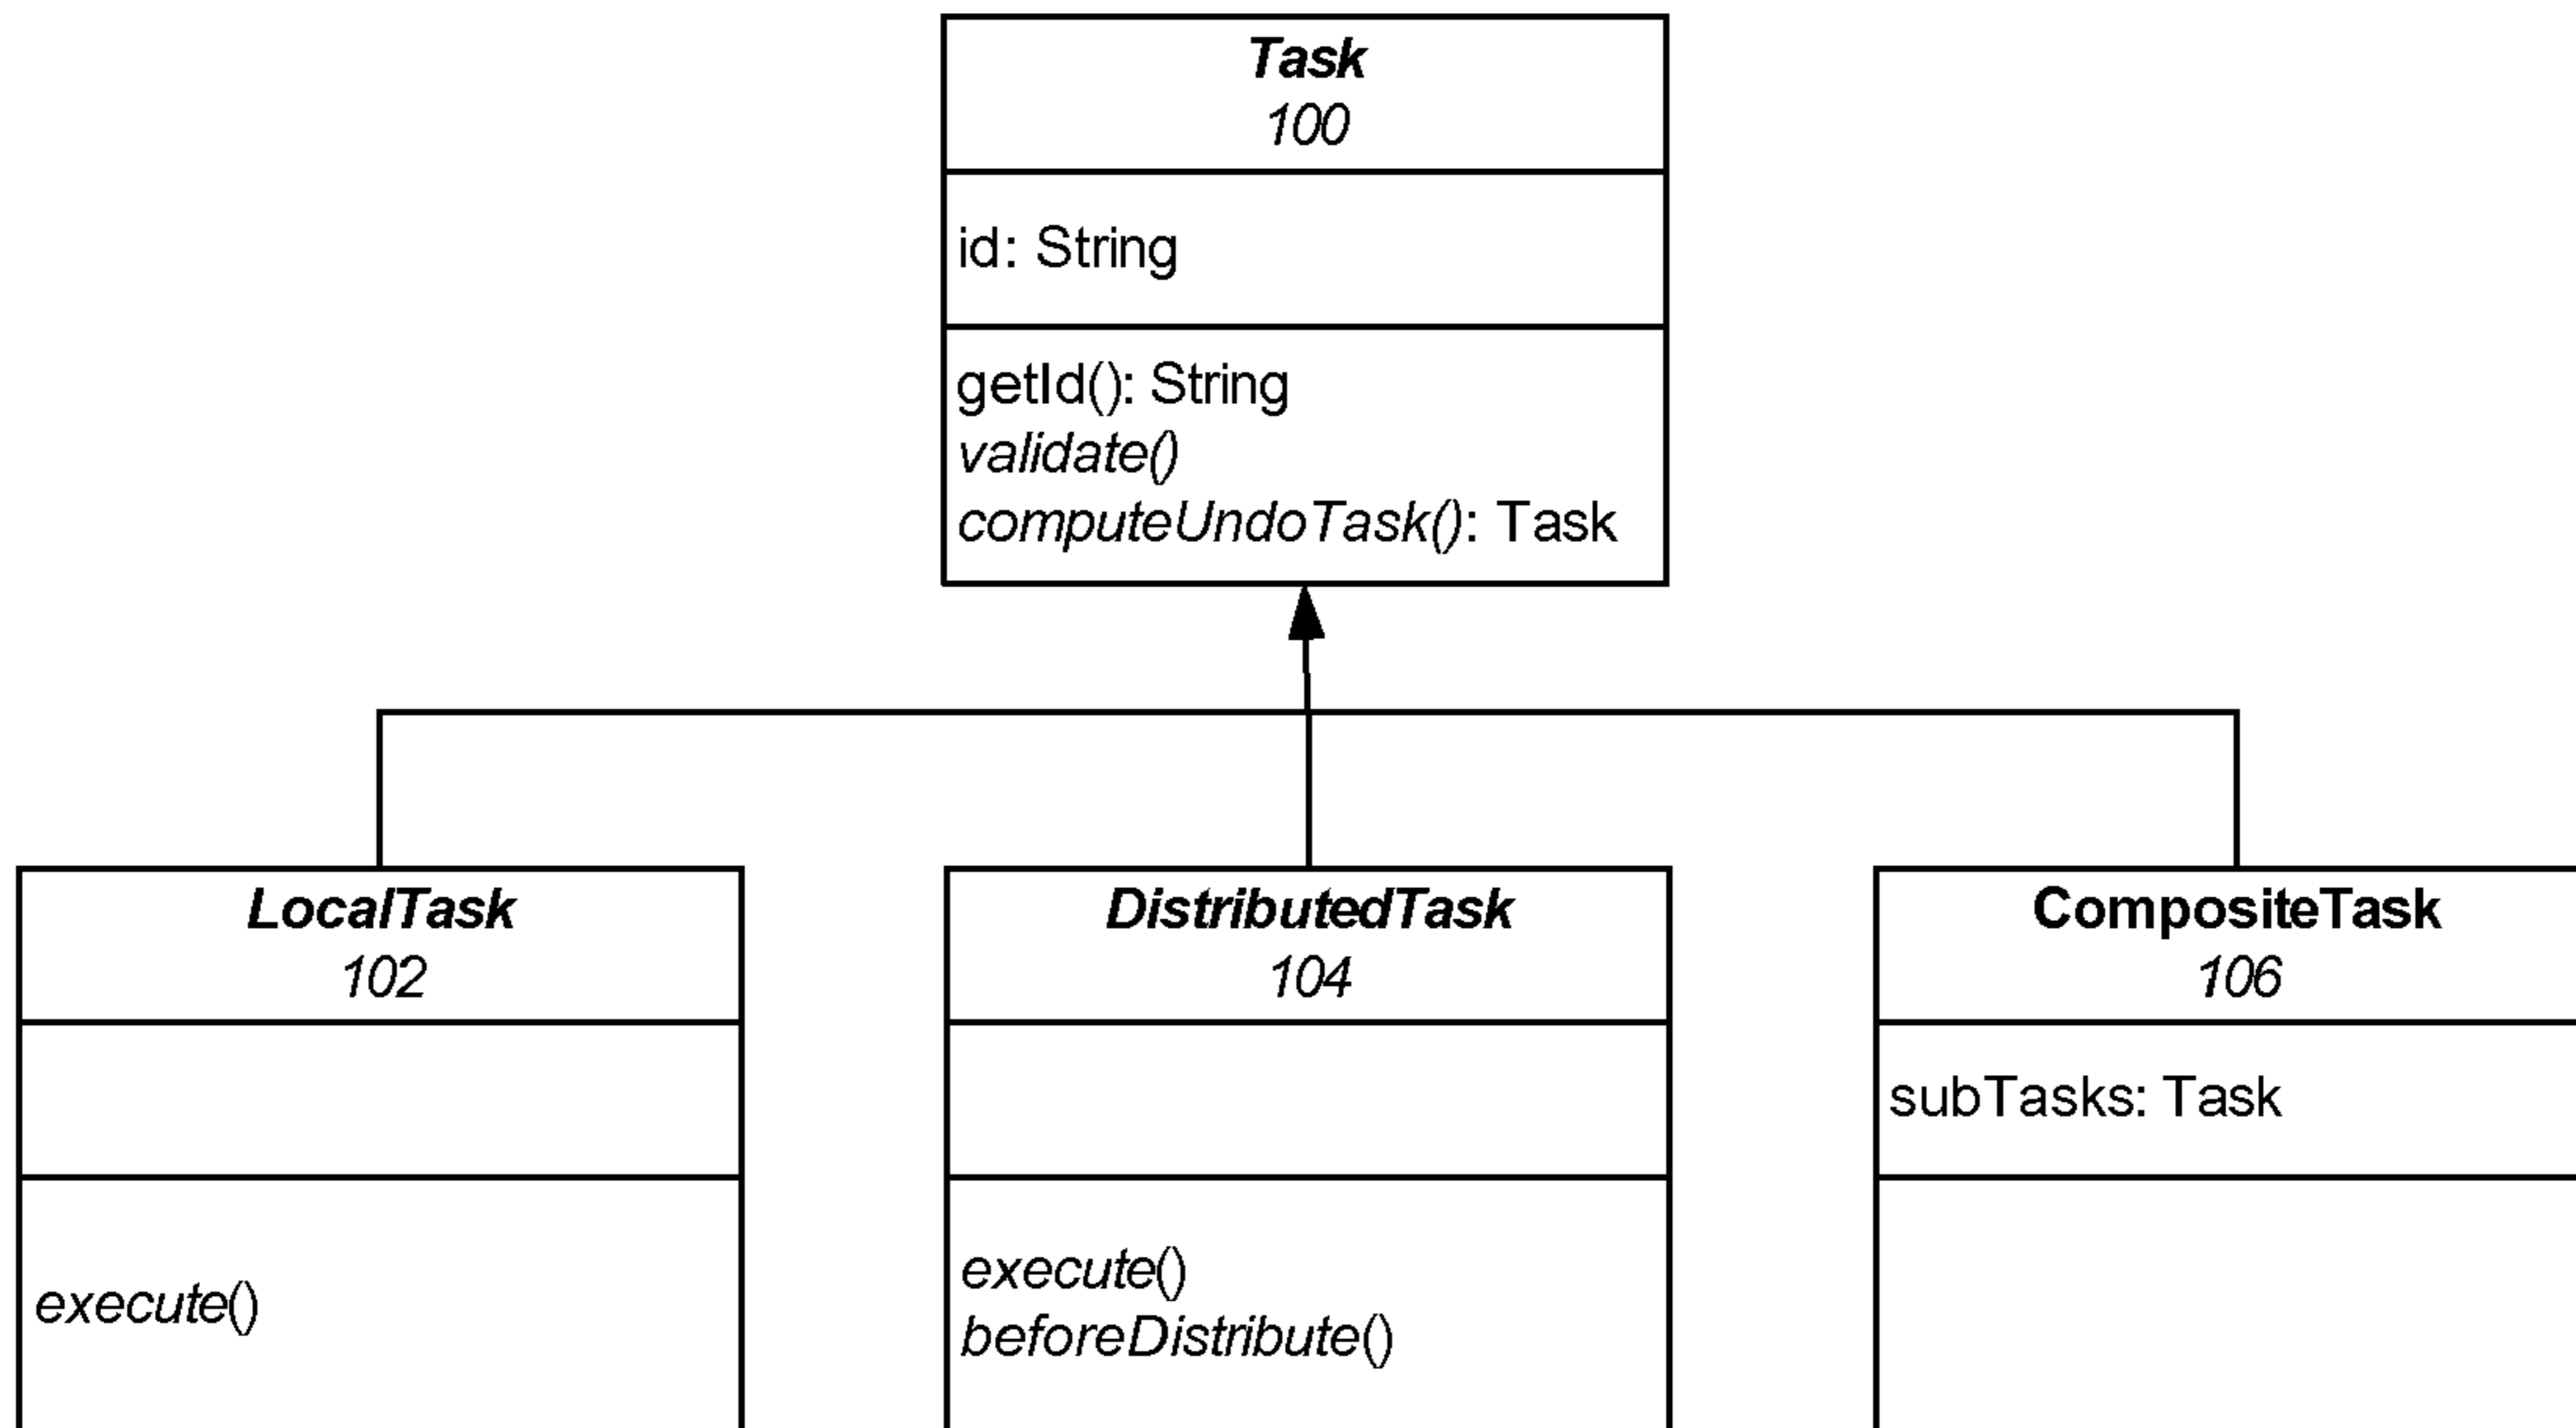 Task
100
id: String
getId(): String
validate()
computeUndoTask(): Task
LocalTask
102
execute()
DistributedTask
104
execute()
beforeDistribute()
CompositeTask
106
subTasks: Task